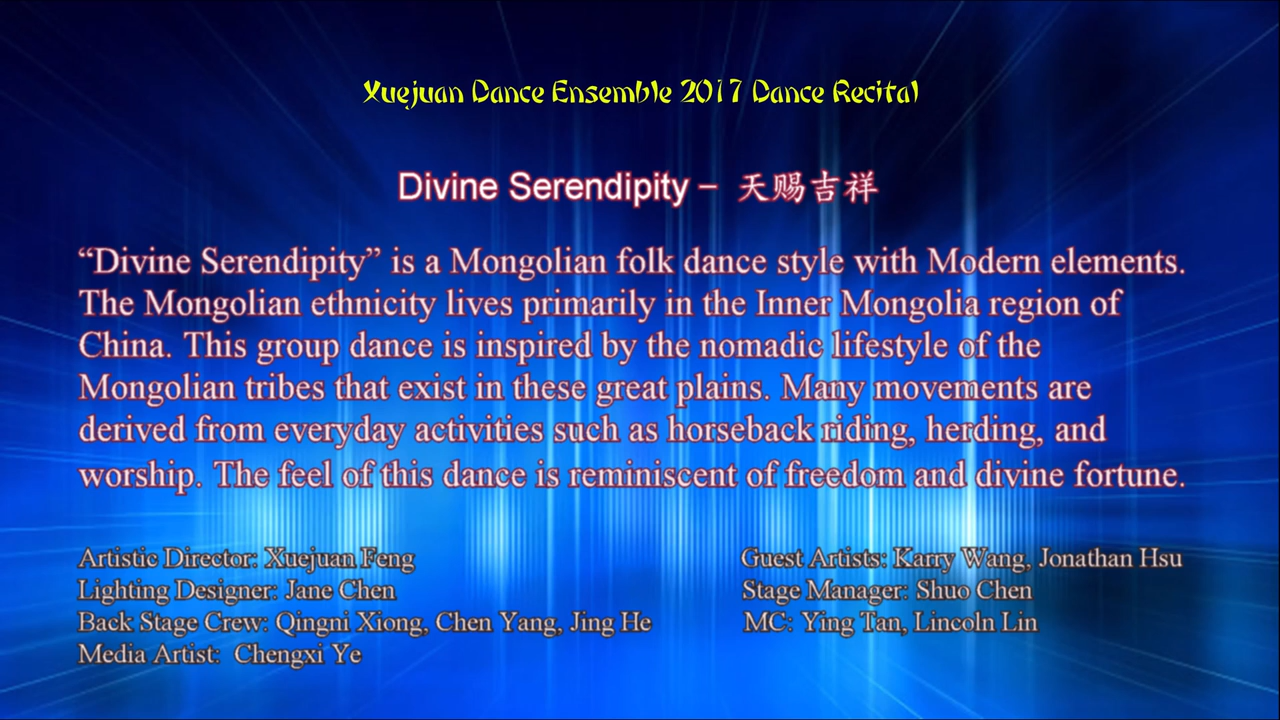 Xuejuan Dance Ensemble 2017 Dance Recital
Divine Serendipity – 天赐吉祥
“Divine Serendipity” is a Mongolian folk dance style with Modern elements.
The Mongolian ethnicity lives primarily in the Inner Mongolia region of
China. This group dance is inspired by the nomadic lifestyle of the
Mongolian tribes that exist in these great plains. Many movements are
derived from everyday activities such as horseback riding, herding, and
worship. The feel of this dance is reminiscent of freedom and divine fortune.
Artistic Director: Xuejuan Feng
Lighting Designer: Jane Chen
Back Stage Crew: Qingni Xiong, Chen Yang, Jing He
Media Artist: Chengxi Ye
Guest Artists: Karry Wang, Jonathan Hsu
Stage Manager: Shuo Chen
MC: Ying Tan, Lincoln Lin